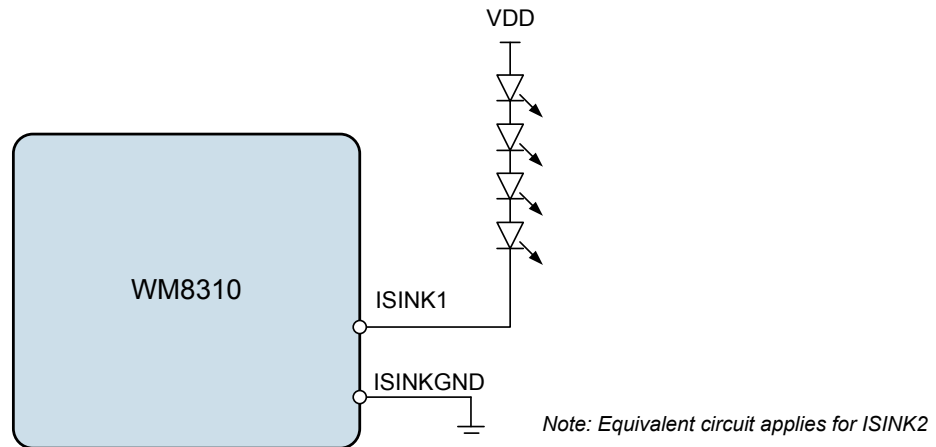 VDD
WM8310
ISINK1
ISINKGND
Note: Equivalent circuit applies for ISINK2